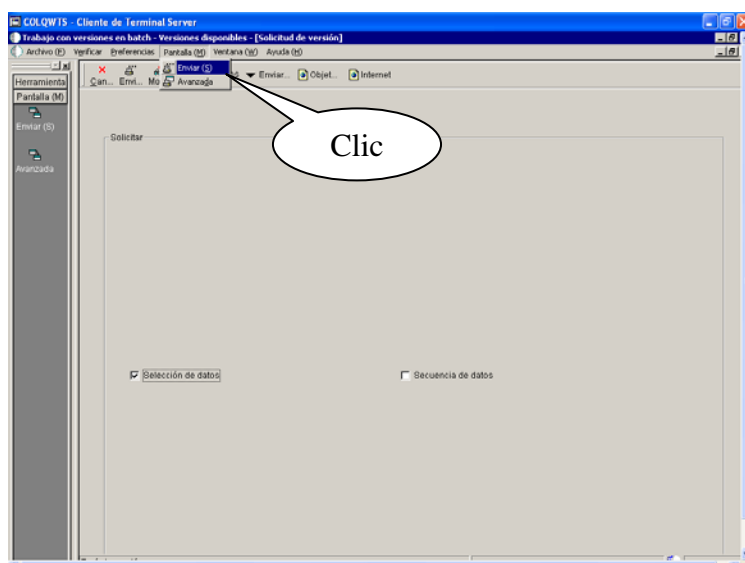 COLQWTS - Cliente de Terminal Server
Trabajo con versiones en batch - Versiones disponibles - [Solicitud de versión]
Archivo (F) Verificar Preferencias Pantalla (M) Ventana (W) Ayuda (H)
Enviar (S)
Avanzada
Can... Envi... Mo
Enviar... Objet... Internet
Herramienta
Pantalla (M)
Enviar (S)
Avanzada
Solicitar
Clic
Selección de datos
Secuencia de datos